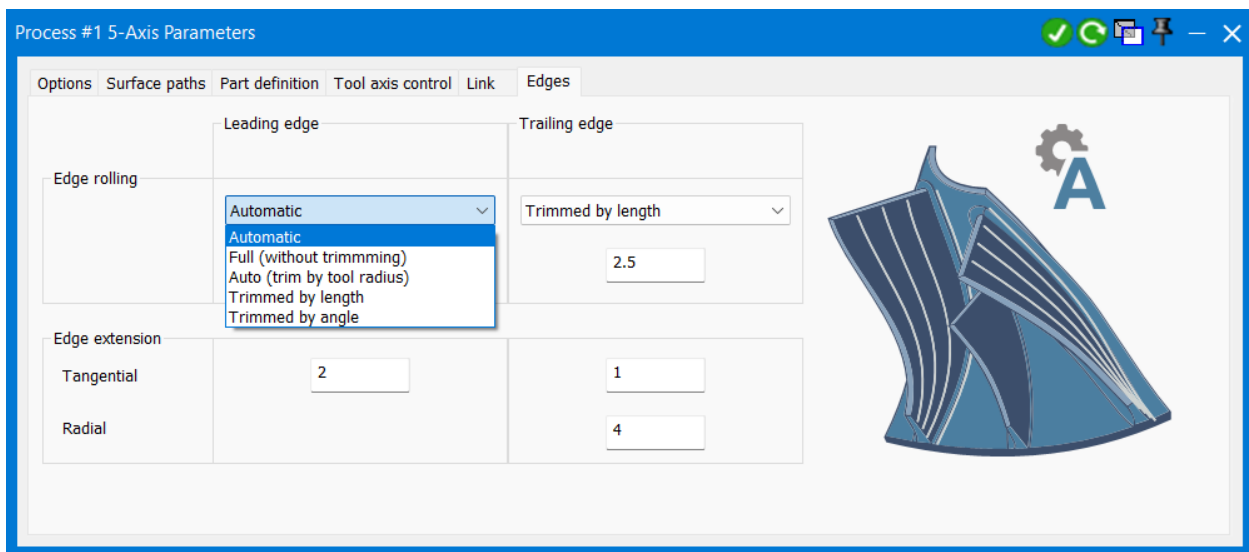 Process #1 5-Axis Parameters
Options Surface paths Part definition Tool axis control Link Edges
Leading edge Trailing edge
Edge rolling
Automatic Trimmed by length
Automatic
Full (without trimmming)
2.5
Auto (trim by tool radius)
Trimmed by length
Trimmed by angle
Edge extension
Tangential 2 1
Radial 4
A